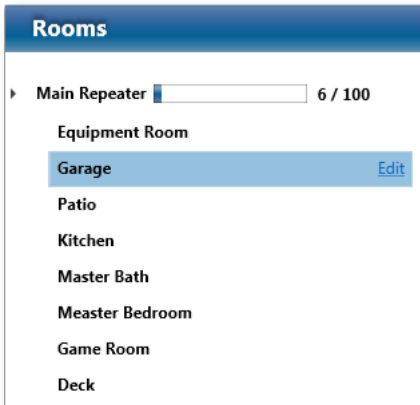 Rooms
Main Repeater 6 / 100
Equipment Room
Garage Edit
Patio
Kitchen
Master Bath
Measter Bedroom
Game Room
Deck